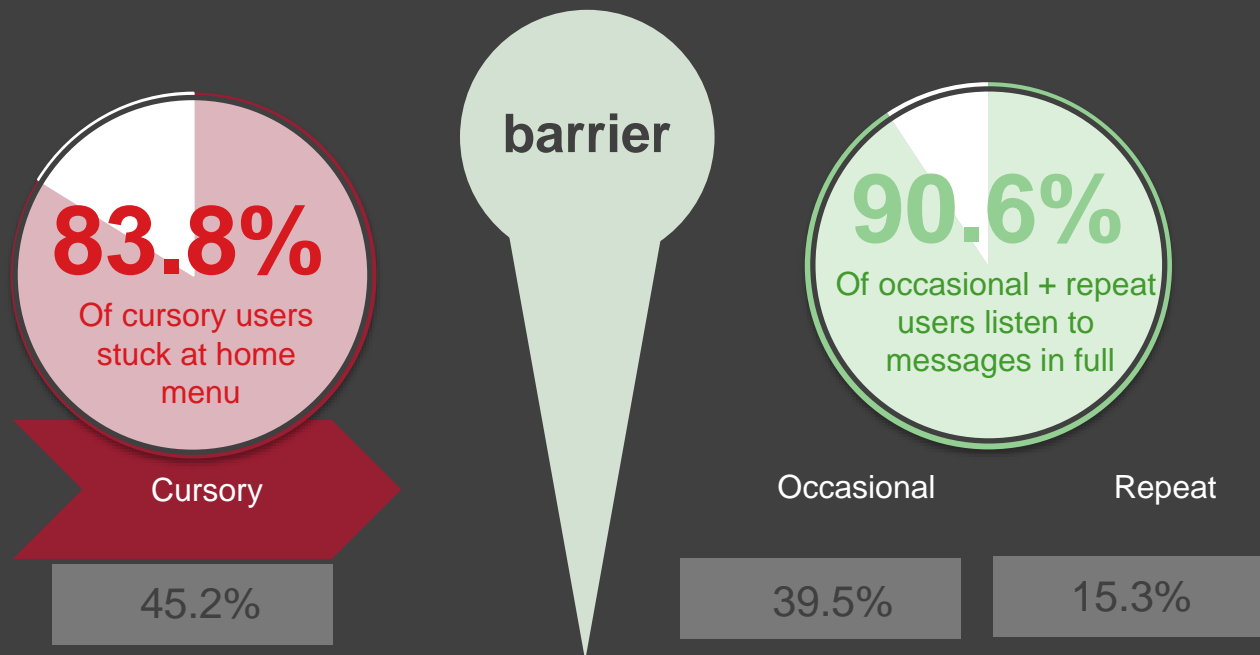 barrier
83.8%
Of cursory users
stuck at home
menu
90.6%
Of occasional + repeat
users listen to
messages in full
Cursory
Occasional
Repeat
45.2%
39.5%
15.3%